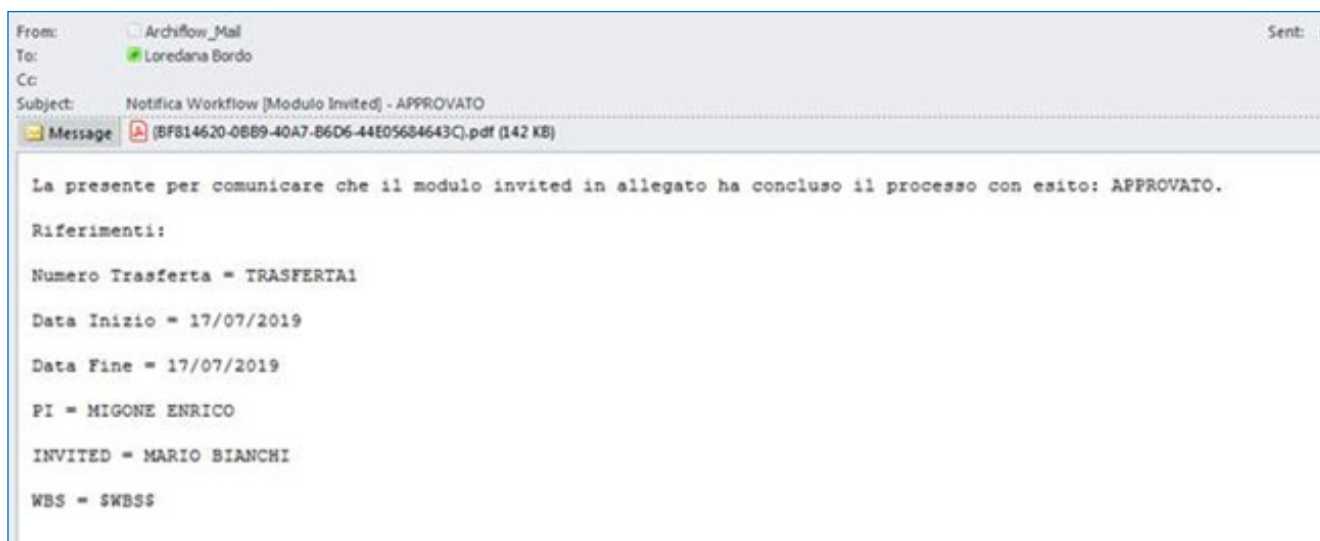 From: Archiflow_Mail Sent:
To: Loredana Bordo
Cc:
Subject: Notifica Workflow [Modulo Invited] - APPROVATO
Message {BF814620-0BB9-40A7-B6D6-44E05684643C}.pdf (142 KB)
La presente per comunicare che il modulo invited in allegato ha concluso il processo con esito: APPROVATO.
Riferimenti:
Numero Trasferta = TRASFERTA1
Data Inizio = 17/07/2019
Data Fine = 17/07/2019
PI = MIGONE ENRICO
INVITED = MARIO BIANCHI
WBS = $WBS$